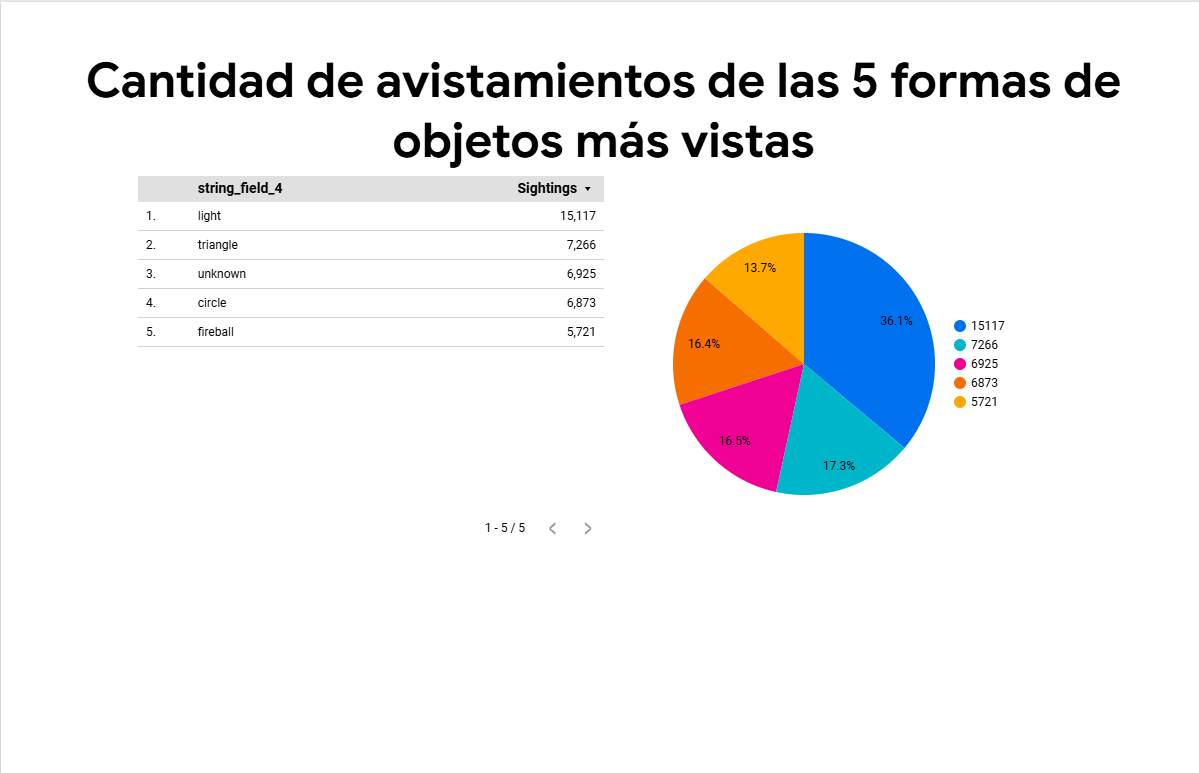 Cantidad de avistamientos de las 5 formas de
objetos más vistas
string_field_4 Sightings
1. light 15,117
2. triangle 7,266
3. unknown 6,925
4. circle 6,873
5. fireball 5,721
1 - 5 / 5
13.7%
36.1%
16.4%
16.5%
17.3%
15117
7266
6925
6873
5721